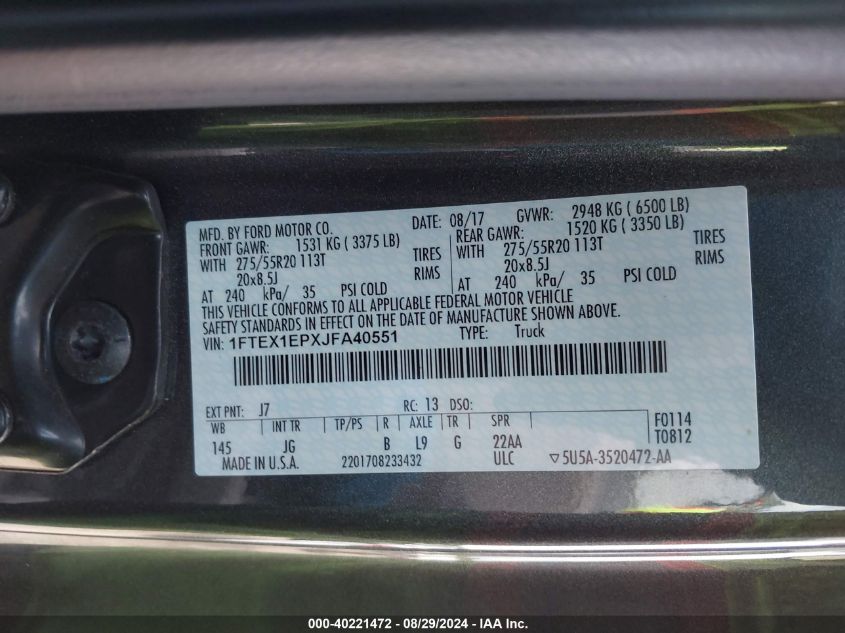 MFD. BY FORD MOTOR CO. DATE: 08/17 GVWR: 2948 KG ( 6500 LB)
FRONT GAWR: 1531 KG ( 3375 LB) REAR GAWR: 1520 KG ( 3350 LB)
WITH 275/55R20 113T TIRES WITH 275/55R20 113T TIRES
20x8.5J RIMS 20x8.5J RIMS
AT 240 kPa/ 35 PSI COLD AT 240 kPa/ 35 PSI COLD
THIS VEHICLE CONFORMS TO ALL APPLICABLE FEDERAL MOTOR VEHICLE
SAFETY STANDARDS IN EFFECT ON THE DATE OF MANUFACTURE SHOWN ABOVE.
VIN: 1FTEX1EPXJFA40551 TYPE: Truck
EXT PNT: J7 RC: 13 DSO:
WB INT TR TP/PS R AXLE TR SPR F0114
145 JG B L9 G 22AA T0812
MADE IN U.S.A. 2201708233432 ULC ▽5U5A-3520472-AA
000-40221472 - 08/29/2024 - IAA Inc.